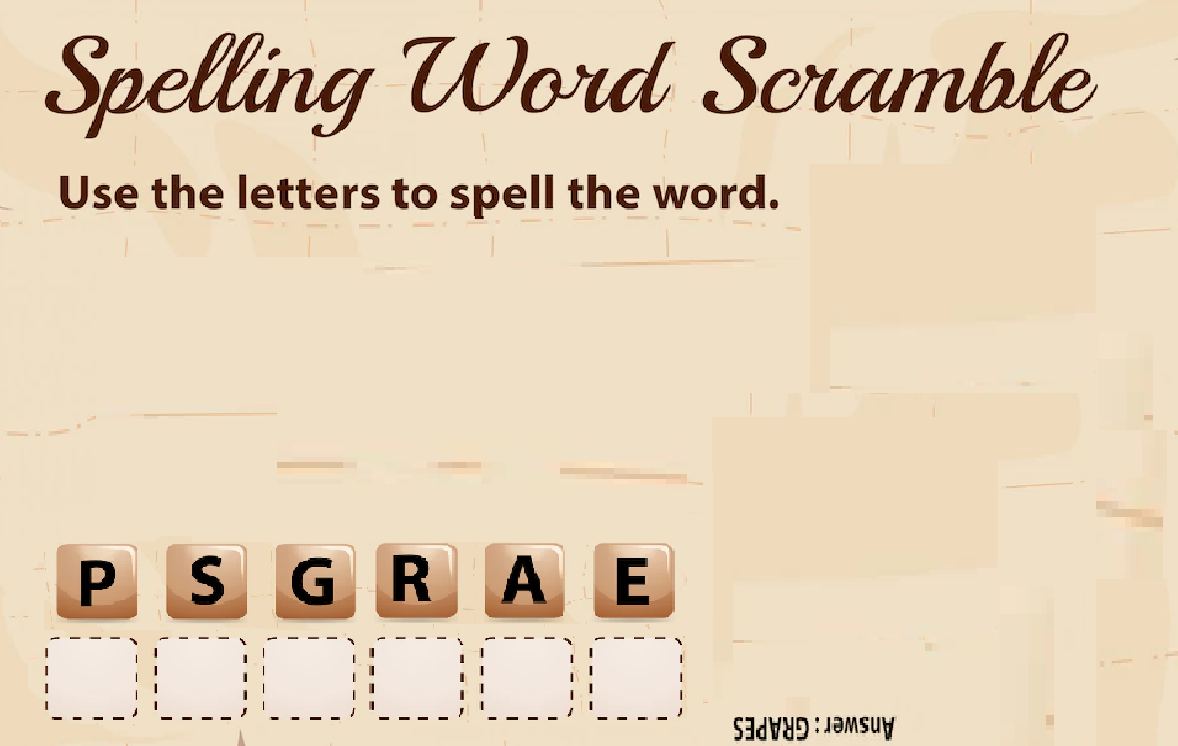 Spelling Word Scramble
Use the letters to spell the word.
P S G R A E
Answer: GRAPES